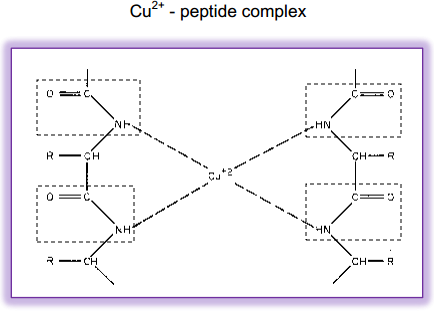 Cu²⁺ - peptide complex
O C C O
NH HN
R CH CH R
Cu⁺²
O C C O
NH HN
R CH CH R